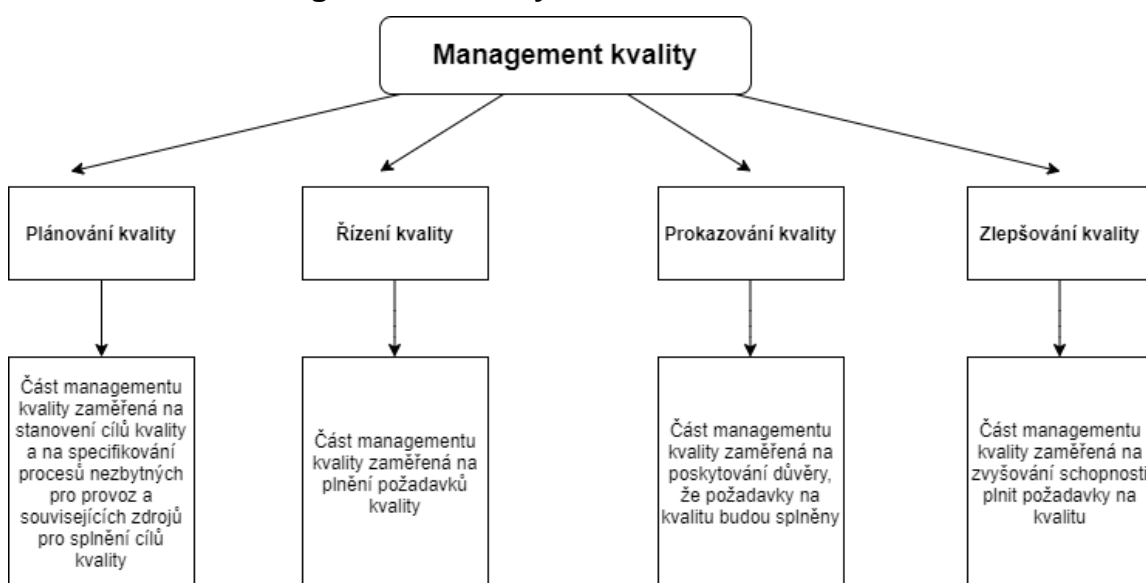 Management kvality
Plánování kvality
Řízení kvality
Prokazování kvality
Zlepšování kvality
Část managementu
kvality zaměřená na
stanovení cílů kvality
a na specifikování
procesů nezbytných
pro provoz a
souvisejících zdrojů
pro splnění cílů
kvality
Část managementu
kvality zaměřená na
plnění požadavků
kvality
Část managementu
kvality zaměřená na
poskytování důvěry,
že požadavky na
kvalitu budou splněny
Část managementu
kvality zaměřená na
zvyšování schopnosti
plnit požadavky na
kvalitu